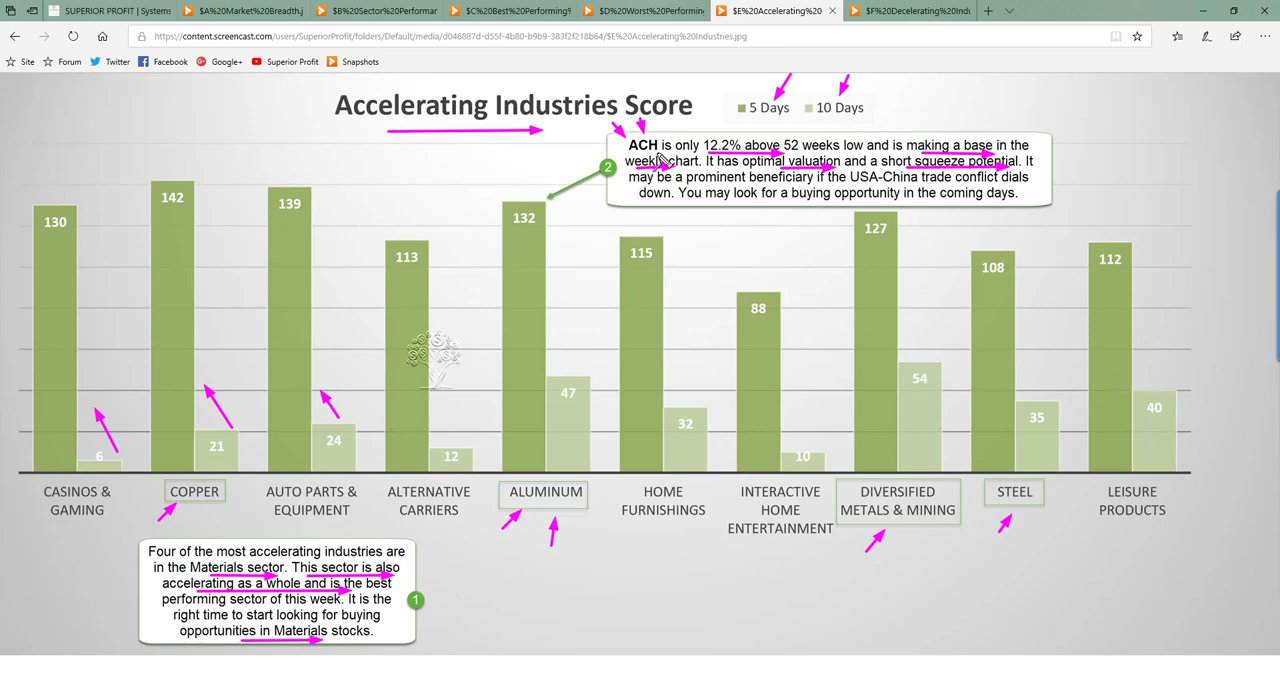 SUPERIOR PROFIT | Systems
$A%20Market%20Breadth.j
$B%20Sector%20Performar
$C%20Best%20Performing%
$D%20Worst%20Performing
$E%20Accelerating%20
$F%20Decelerating%20Ind
https://content.screencast.com/users/SuperiorProfit/folders/Default/media/d046887d-d55f-4b80-b9b9-383f2f218b64/$E%20Accelerating%20Industries.jpg
Site
Forum
Twitter
Facebook
Google+
Superior Profit
Snapshots
Accelerating Industries Score
5 Days
10 Days
ACH is only 12.2% above 52 weeks low and is making a base in the
weekly chart. It has optimal valuation and a short squeeze potential. It
may be a prominent beneficiary if the USA-China trade conflict dials
down. You may look for a buying opportunity in the coming days.
2
130
6
142
21
139
24
113
12
132
47
115
32
88
10
127
54
108
35
112
40
CASINOS &
GAMING
COPPER
AUTO PARTS &
EQUIPMENT
ALTERNATIVE
CARRIERS
ALUMINUM
HOME
FURNISHINGS
INTERACTIVE
HOME
ENTERTAINMENT
DIVERSIFIED
METALS & MINING
STEEL
LEISURE
PRODUCTS
Four of the most accelerating industries are
in the Materials sector. This sector is also
accelerating as a whole and is the best
performing sector of this week. It is the
right time to start looking for buying
opportunities in Materials stocks.
1